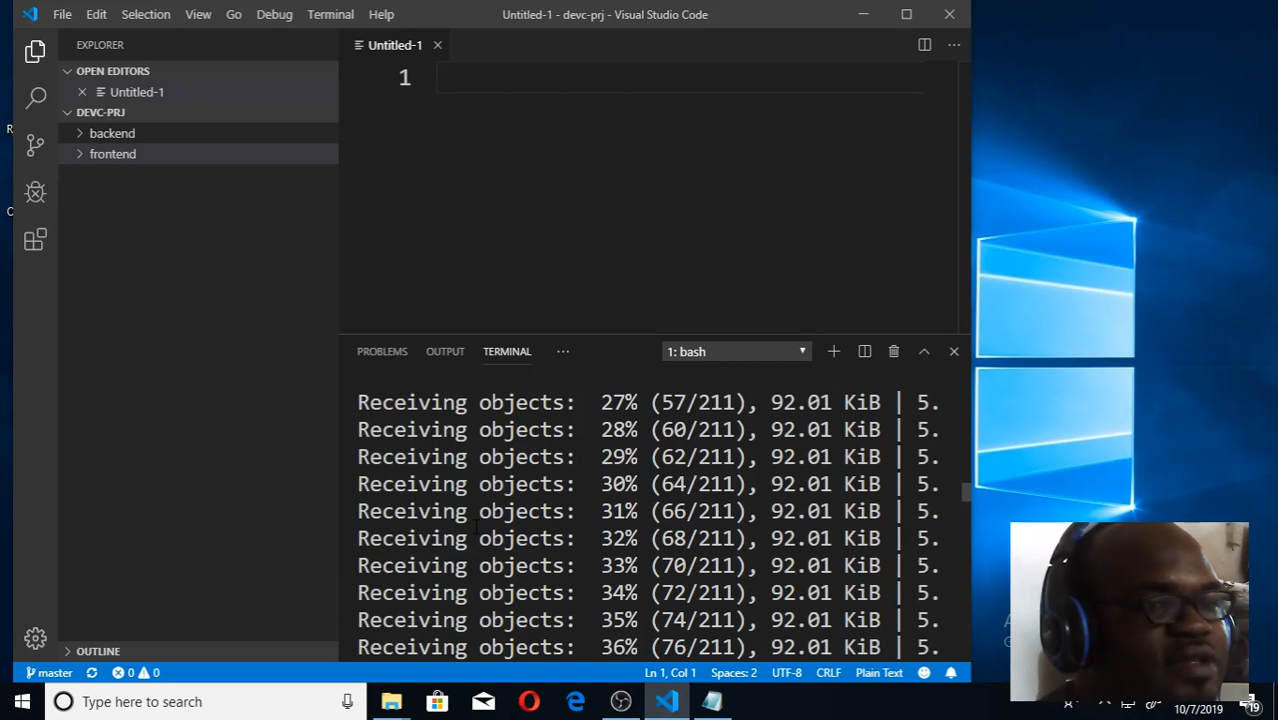 File Edit Selection View Go Debug Terminal Help Untitled-1 - devc-prj - Visual Studio Code
EXPLORER
Untitled-1
OPEN EDITORS
Untitled-1
1
DEVC-PRJ
backend
frontend
PROBLEMS OUTPUT TERMINAL ··· 1: bash
Receiving objects: 27% (57/211), 92.01 KiB | 5.
Receiving objects: 28% (60/211), 92.01 KiB | 5.
Receiving objects: 29% (62/211), 92.01 KiB | 5.
Receiving objects: 30% (64/211), 92.01 KiB | 5.
Receiving objects: 31% (66/211), 92.01 KiB | 5.
Receiving objects: 32% (68/211), 92.01 KiB | 5.
Receiving objects: 33% (70/211), 92.01 KiB | 5.
Receiving objects: 34% (72/211), 92.01 KiB | 5.
Receiving objects: 35% (74/211), 92.01 KiB | 5.
Receiving objects: 36% (76/211), 92.01 KiB | 5.
OUTLINE
master 0 0 Ln 1, Col 1 Spaces: 2 UTF-8 CRLF Plain Text
Type here to search
10/7/2019
19